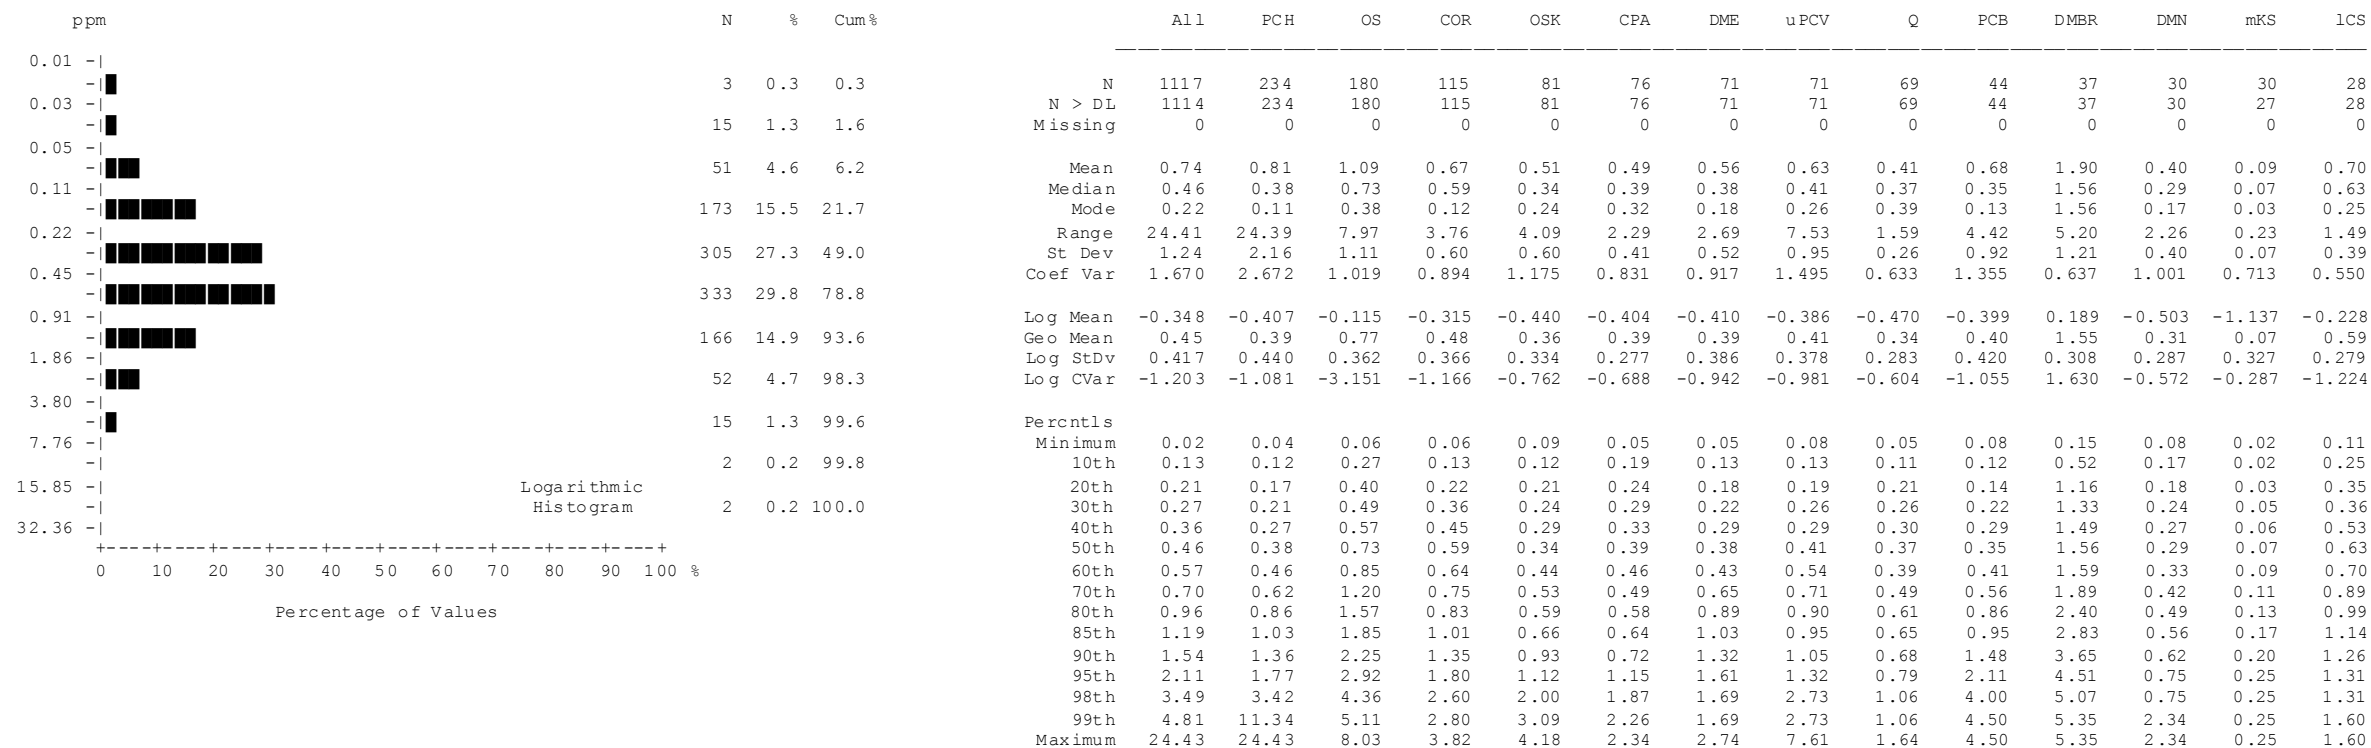 ppm N % Cum% All PCH OS COR OSK CPA DME uPCV Q PCB DMBR DMN mKS lCS
0.01
3 0.3 0.3 N 1117 234 180 115 81 76 71 71 69 44 37 30 30 28
0.03 N > DL 1114 234 180 115 81 76 71 71 69 44 37 30 27 28
15 1.3 1.6 Missing 0 0 0 0 0 0 0 0 0 0 0 0 0 0
0.05
51 4.6 6.2 Mean 0.74 0.81 1.09 0.67 0.51 0.49 0.56 0.63 0.41 0.68 1.90 0.40 0.09 0.70
0.11 Median 0.46 0.38 0.73 0.59 0.34 0.39 0.38 0.41 0.37 0.35 1.56 0.29 0.07 0.63
173 15.5 21.7 Mode 0.22 0.11 0.38 0.12 0.24 0.32 0.18 0.26 0.39 0.13 1.56 0.17 0.03 0.25
0.22 Range 24.41 24.39 7.97 3.76 4.09 2.29 2.69 7.53 1.59 4.42 5.20 2.26 0.23 1.49
305 27.3 49.0 St Dev 1.24 2.16 1.11 0.60 0.60 0.41 0.52 0.95 0.26 0.92 1.21 0.40 0.07 0.39
0.45 Coef Var 1.670 2.672 1.019 0.894 1.175 0.831 0.917 1.495 0.633 1.355 0.637 1.001 0.713 0.550
333 29.8 78.8
0.91 Log Mean -0.348 -0.407 -0.115 -0.315 -0.440 -0.404 -0.410 -0.386 -0.470 -0.399 0.189 -0.503 -1.137 -0.228
166 14.9 93.6 Geo Mean 0.45 0.39 0.77 0.48 0.36 0.39 0.39 0.41 0.34 0.40 1.55 0.31 0.07 0.59
1.86 Log StDv 0.417 0.440 0.362 0.366 0.334 0.277 0.386 0.378 0.283 0.420 0.308 0.287 0.327 0.279
52 4.7 98.3 Log CVar -1.203 -1.081 -3.151 -1.166 -0.762 -0.688 -0.942 -0.981 -0.604 -1.055 1.630 -0.572 -0.287 -1.224
3.80
15 1.3 99.6 Percntls
7.76 Minimum 0.02 0.04 0.06 0.06 0.09 0.05 0.05 0.08 0.05 0.08 0.15 0.08 0.02 0.11
2 0.2 99.8 10th 0.13 0.12 0.27 0.13 0.12 0.19 0.13 0.13 0.11 0.12 0.52 0.17 0.02 0.25
15.85 Logarithmic 20th 0.21 0.17 0.40 0.22 0.21 0.24 0.18 0.19 0.21 0.14 1.16 0.18 0.03 0.35
Histogram 2 0.2 100.0 30th 0.27 0.21 0.49 0.36 0.24 0.29 0.22 0.26 0.26 0.22 1.33 0.24 0.05 0.36
32.36 40th 0.36 0.27 0.57 0.45 0.29 0.33 0.29 0.29 0.30 0.29 1.49 0.27 0.06 0.53
50th 0.46 0.38 0.73 0.59 0.34 0.39 0.38 0.41 0.37 0.35 1.56 0.29 0.07 0.63
0 10 20 30 40 50 60 70 80 90 100 % 60th 0.57 0.46 0.85 0.64 0.44 0.46 0.43 0.54 0.39 0.41 1.59 0.33 0.09 0.70
70th 0.70 0.62 1.20 0.75 0.53 0.49 0.65 0.71 0.49 0.56 1.89 0.42 0.11 0.89
Percentage of Values 80th 0.96 0.86 1.57 0.83 0.59 0.58 0.89 0.90 0.61 0.86 2.40 0.49 0.13 0.99
85th 1.19 1.03 1.85 1.01 0.66 0.64 1.03 0.95 0.65 0.95 2.83 0.56 0.17 1.14
90th 1.54 1.36 2.25 1.35 0.93 0.72 1.32 1.05 0.68 1.48 3.65 0.62 0.20 1.26
95th 2.11 1.77 2.92 1.80 1.12 1.15 1.61 1.32 0.79 2.11 4.51 0.75 0.25 1.31
98th 3.49 3.42 4.36 2.60 2.00 1.87 1.69 2.73 1.06 4.00 5.07 0.75 0.25 1.31
99th 4.81 11.34 5.11 2.80 3.09 2.26 1.69 2.73 1.06 4.50 5.35 2.34 0.25 1.60
Maximum 24.43 24.43 8.03 3.82 4.18 2.34 2.74 7.61 1.64 4.50 5.35 2.34 0.25 1.60